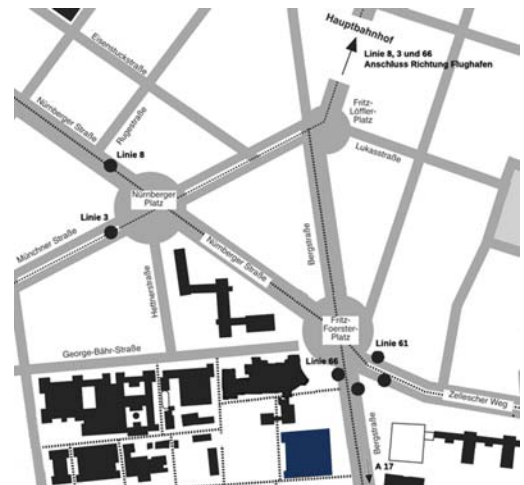 Hauptbahnhof
Linie 8, 3 und 66
Anschluss Richtung Flughafen
Eisenstuckstraße
Fritz-
Löffler-
Platz
Nürnberger Straße
Rugestraße
Lukasstraße
Linie 8
Nürnberger
Platz
Linie 3
Münchner Straße
Nürnberger Straße
Bergstraße
Hettnerstraße
Fritz-
Foerster-
Platz
George-Bähr-Straße
Linie 61
Linie 66
Zellescher Weg
Bergstraße
A 17